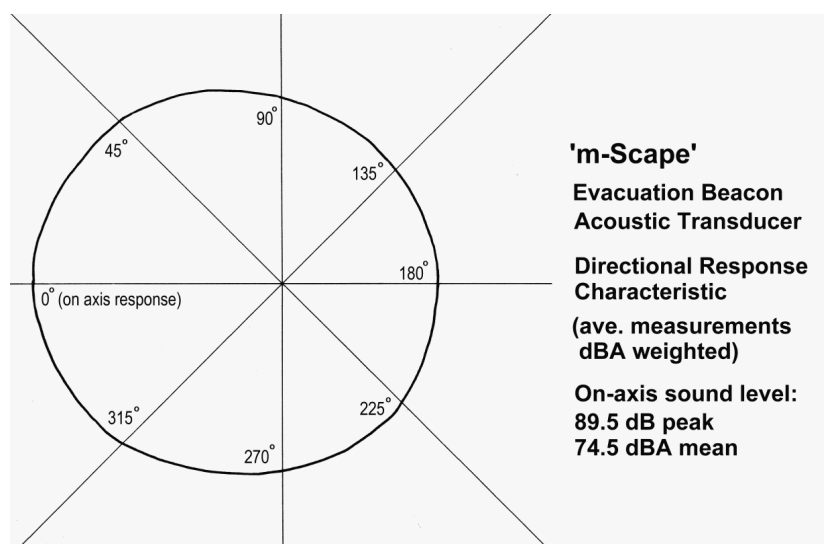 90°
45°
135°
180°
0° (on axis response)
315°
225°
270°
'm-Scape'
Evacuation Beacon
Acoustic Transducer
Directional Response
Characteristic
(ave. measurements
dBA weighted)
On-axis sound level:
89.5 dB peak
74.5 dBA mean